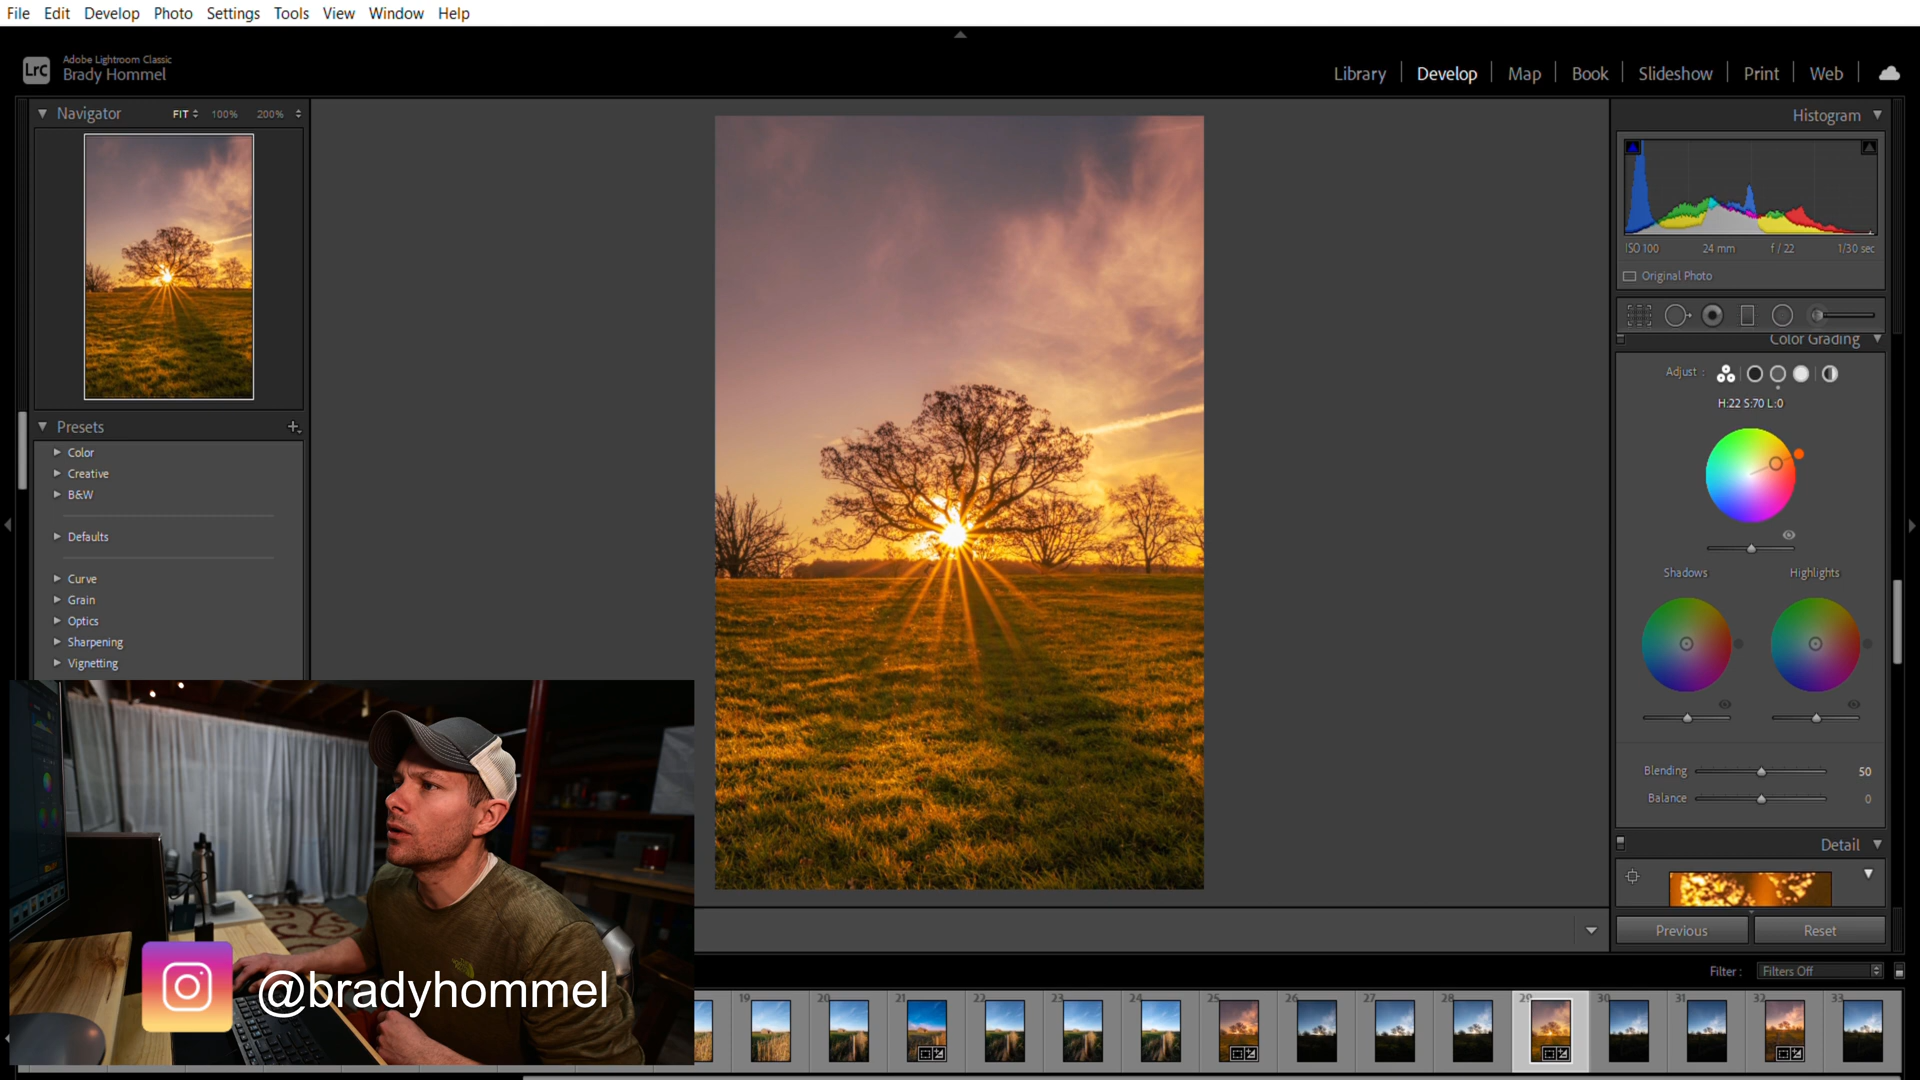 File Edit Develop Photo Settings Tools View Window Help
LrC
Adobe Lightroom Classic
Brady Hommel
Library Develop Map Book Slideshow Print Web
Navigator FIT 100% 200%
Presets
Color
Creative
B&W
Defaults
Curve
Grain
Optics
Sharpening
Vignetting
Histogram
ISO 100 24 mm f / 22 1/30 sec
Original Photo
Color Grading
Adjust :
H:22 S:70 L:0
Shadows Highlights
Blending 50
Balance 0
Detail
Previous Reset
Filter : Filters Off
@bradyhommel
19 20 21 22 23 24 25 26 27 28 29 30 31 32 33